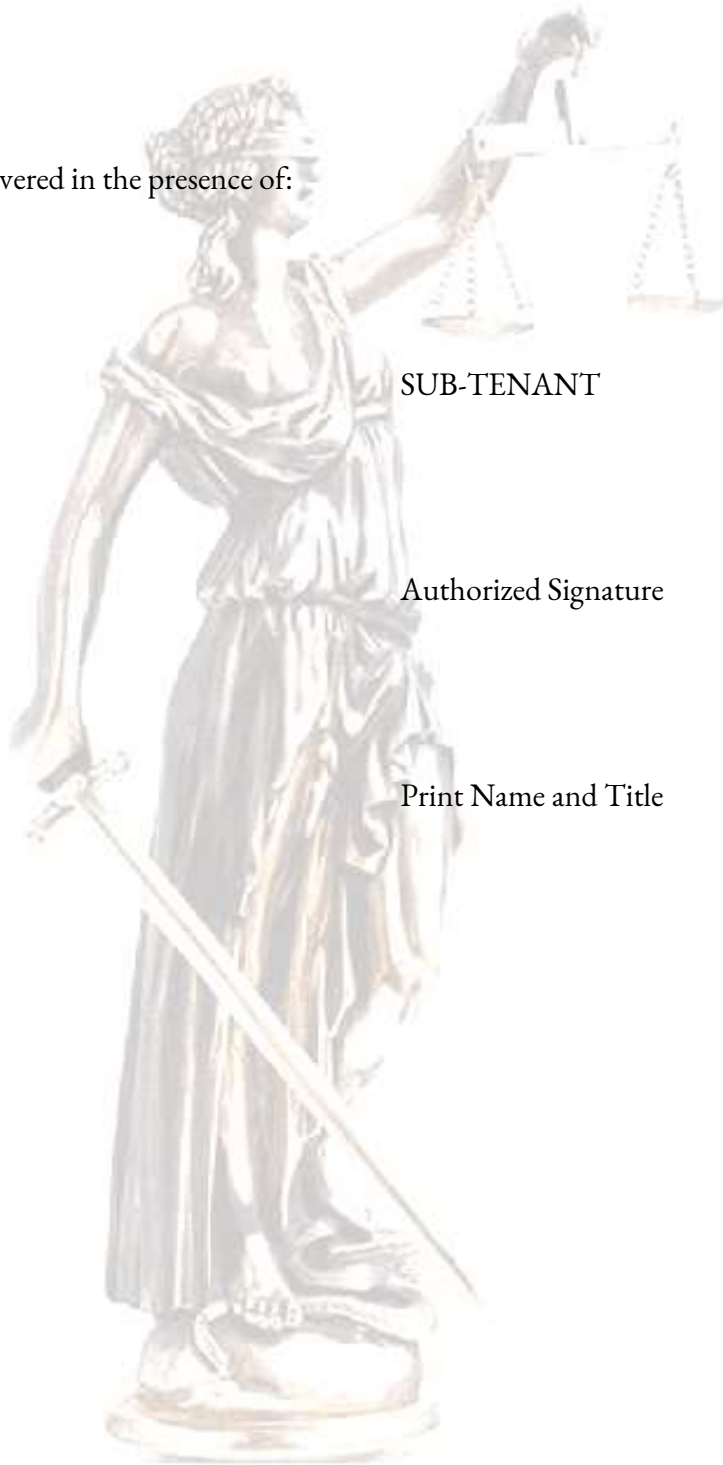 vered in the presence of:
SUB-TENANT
Authorized Signature
Print Name and Title